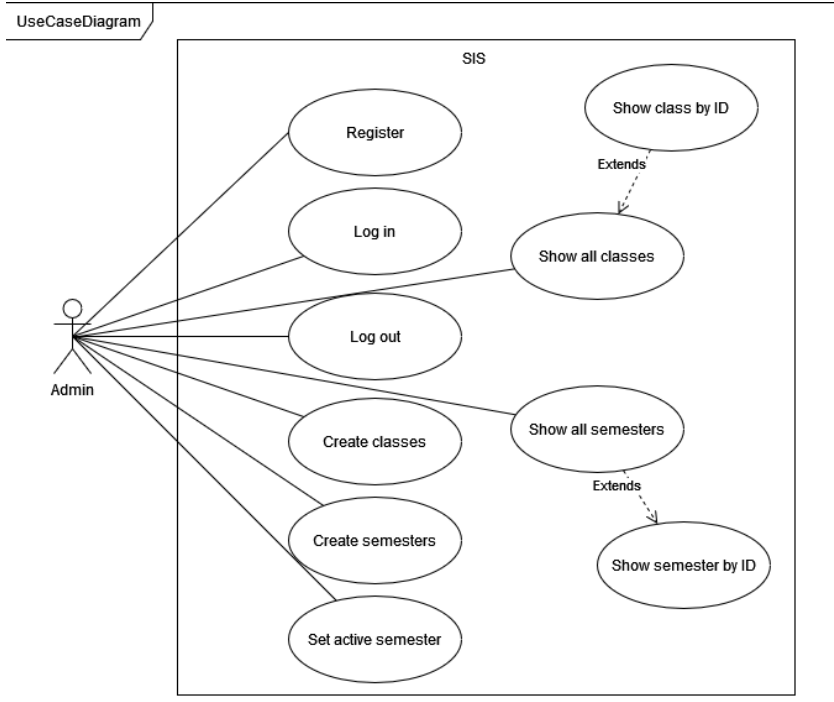 UseCaseDiagram
SIS
Show class by ID
Register
Extends
Log in
Show all classes
Log out
Admin
Show all semesters
Create classes
Extends
Create semesters
Show semester by ID
Set active semester